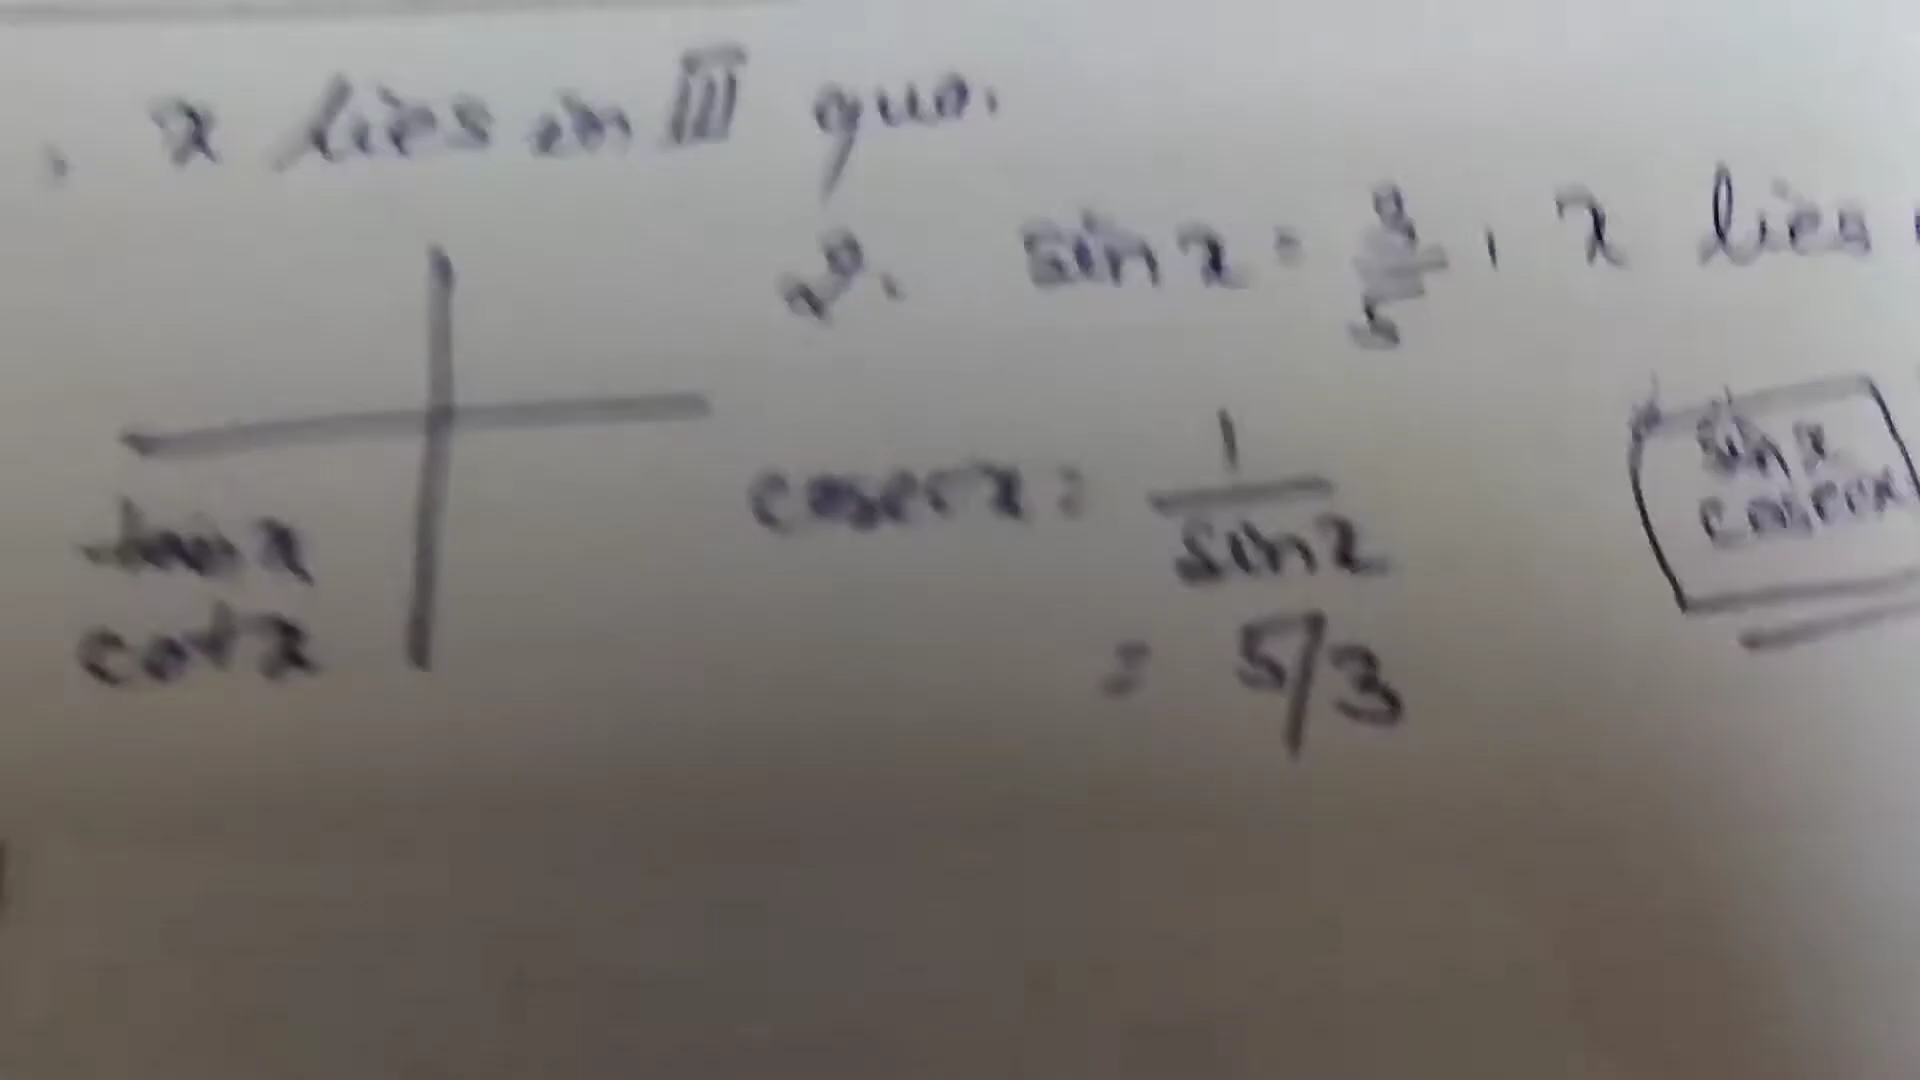 x lies in III qua.
2. sin x = 3/5, x lies
tan x
cot x
cosec x = 1/sin x
= 5/3
sin x
cosec x